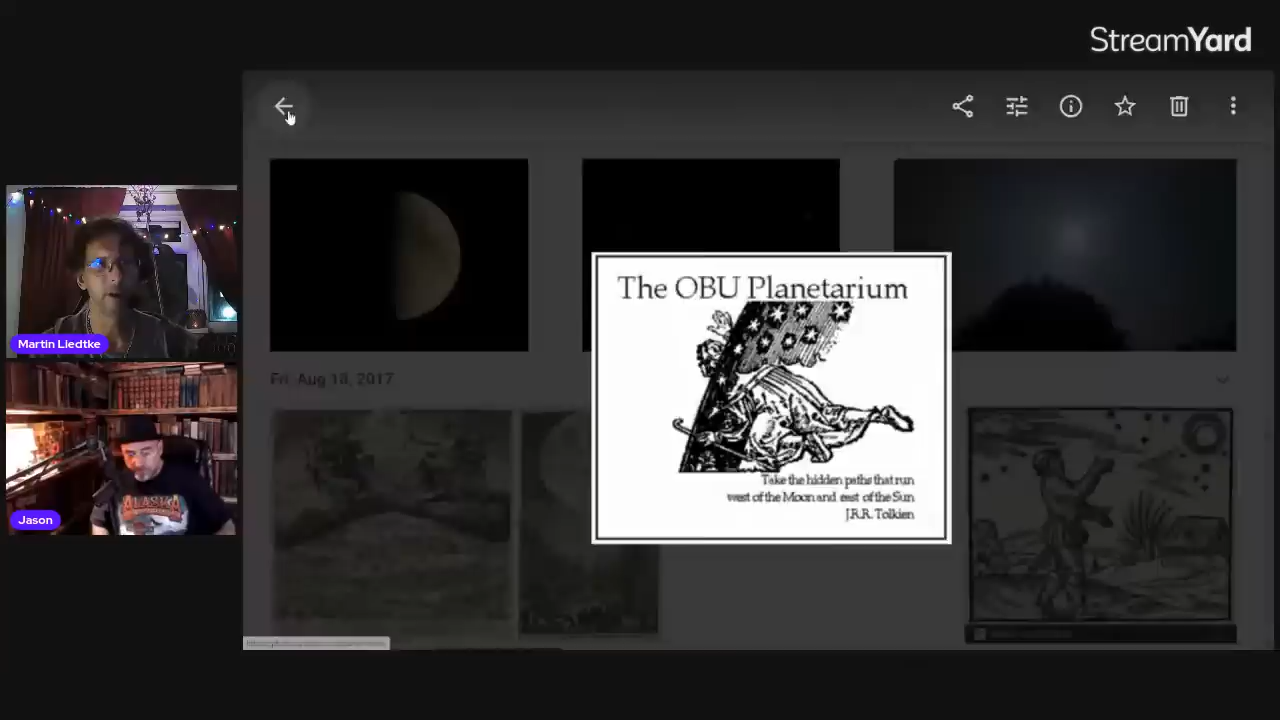 StreamYard
Fri, Aug 18, 2017
The OBU Planetarium
Take the hidden paths that run
west of the Moon and east of the Sun
J.R.R. Tolkien
Martin Liedtke
ALASKA
Jason